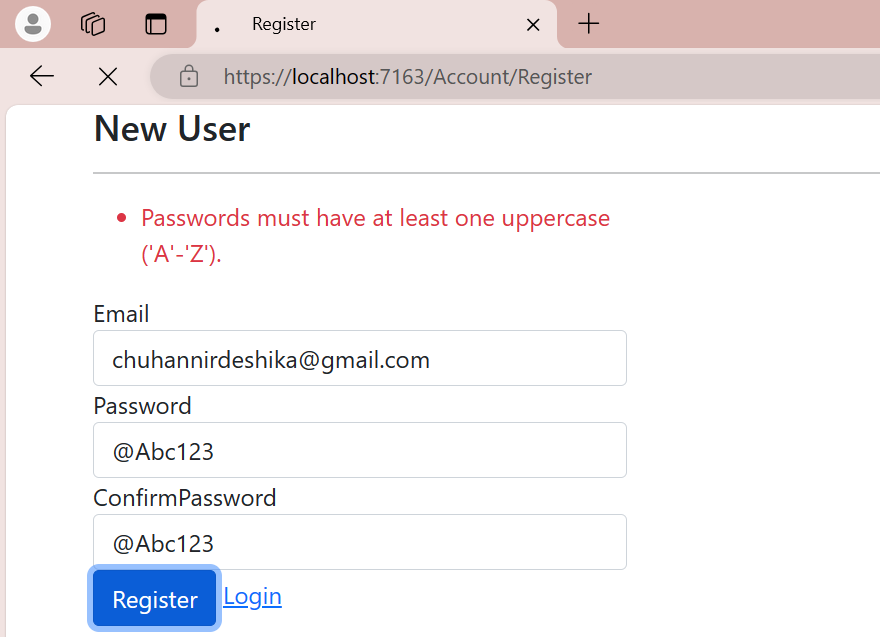 Register
https://localhost:7163/Account/Register
New User
Passwords must have at least one uppercase
('A'-'Z').
Email
chuhannirdeshika@gmail.com
Password
@Abc123
ConfirmPassword
@Abc123
Register Login